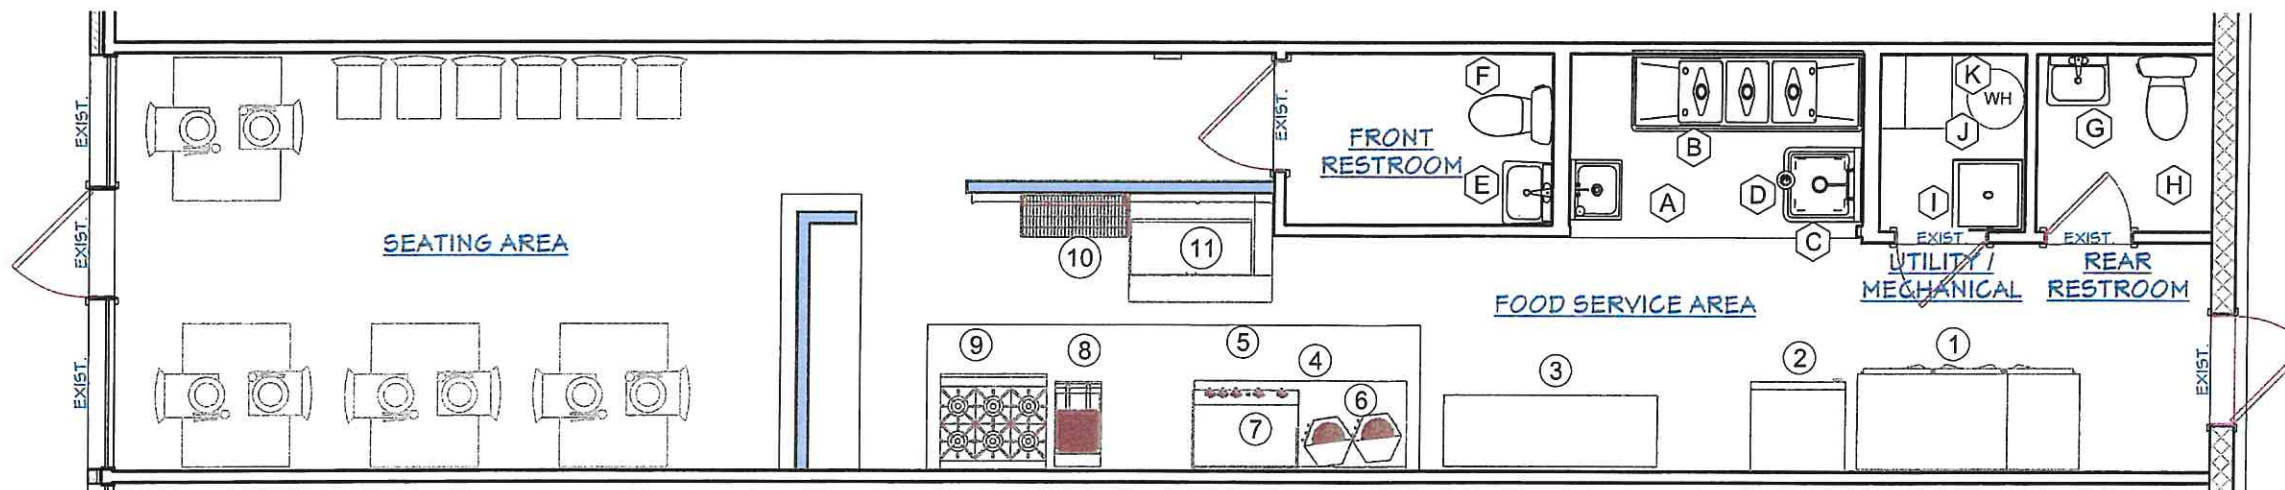 EXIST.
EXIST.
EXIST.
SEATING AREA
EXIST.
FRONT
RESTROOM
F
E
A
B
C
D
K
WH
J
I
G
H
EXIST.
EXIST.
UTILITY /
MECHANICAL
REAR
RESTROOM
FOOD SERVICE AREA
10
11
9
8
5
4
7
6
3
2
1
EXIST.